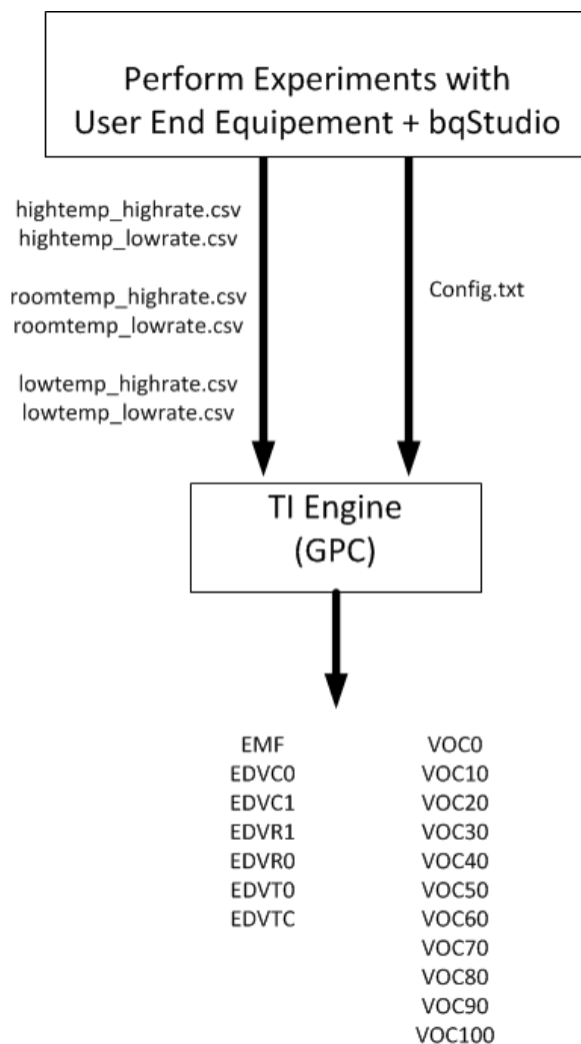 Perform Experiments with
User End Equipement + bqStudio
hightemp_highrate.csv
hightemp_lowrate.csv
roomtemp_highrate.csv
roomtemp_lowrate.csv
lowtemp_highrate.csv
lowtemp_lowrate.csv
Config.txt
TI Engine
(GPC)
EMF
EDVC0
EDVC1
EDVR1
EDVR0
EDVT0
EDVTC
VOC0
VOC10
VOC20
VOC30
VOC40
VOC50
VOC60
VOC70
VOC80
VOC90
VOC100